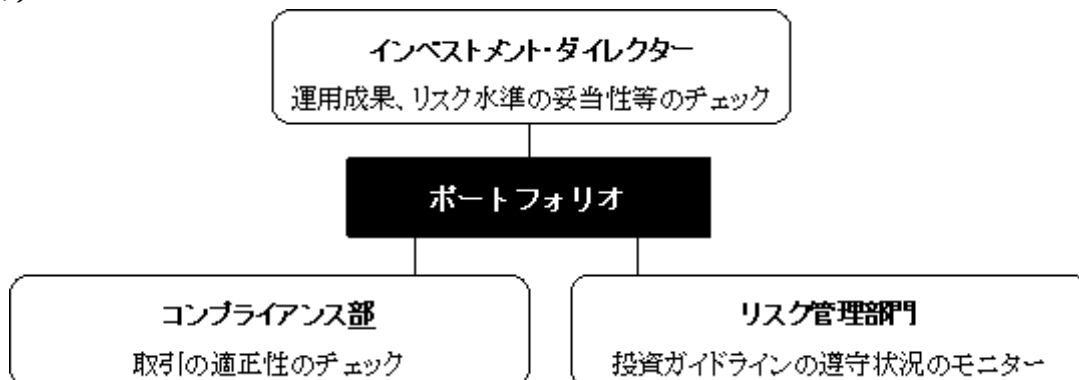 インベストメント・ダイレクター
運用成果、リスク水準の妥当性等のチェック
ポートフォリオ
コンプライアンス部
取引の適正性のチェック
リスク管理部門
投資ガイドラインの遵守状況のモニター